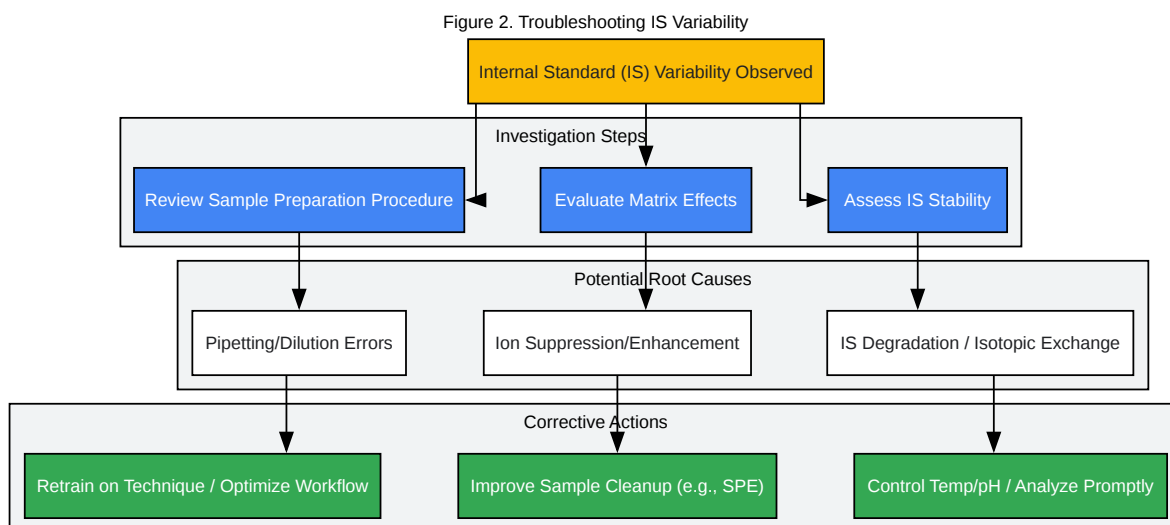 Figure 2. Troubleshooting IS Variability
Internal Standard (IS) Variability Observed
Investigation Steps
Review Sample Preparation Procedure
Evaluate Matrix Effects
Assess IS Stability
Potential Root Causes
Pipetting/Dilution Errors
Ion Suppression/Enhancement
IS Degradation / Isotopic Exchange
Corrective Actions
Retrain on Technique / Optimize Workflow
Improve Sample Cleanup (e.g., SPE)
Control Temp/pH / Analyze Promptly